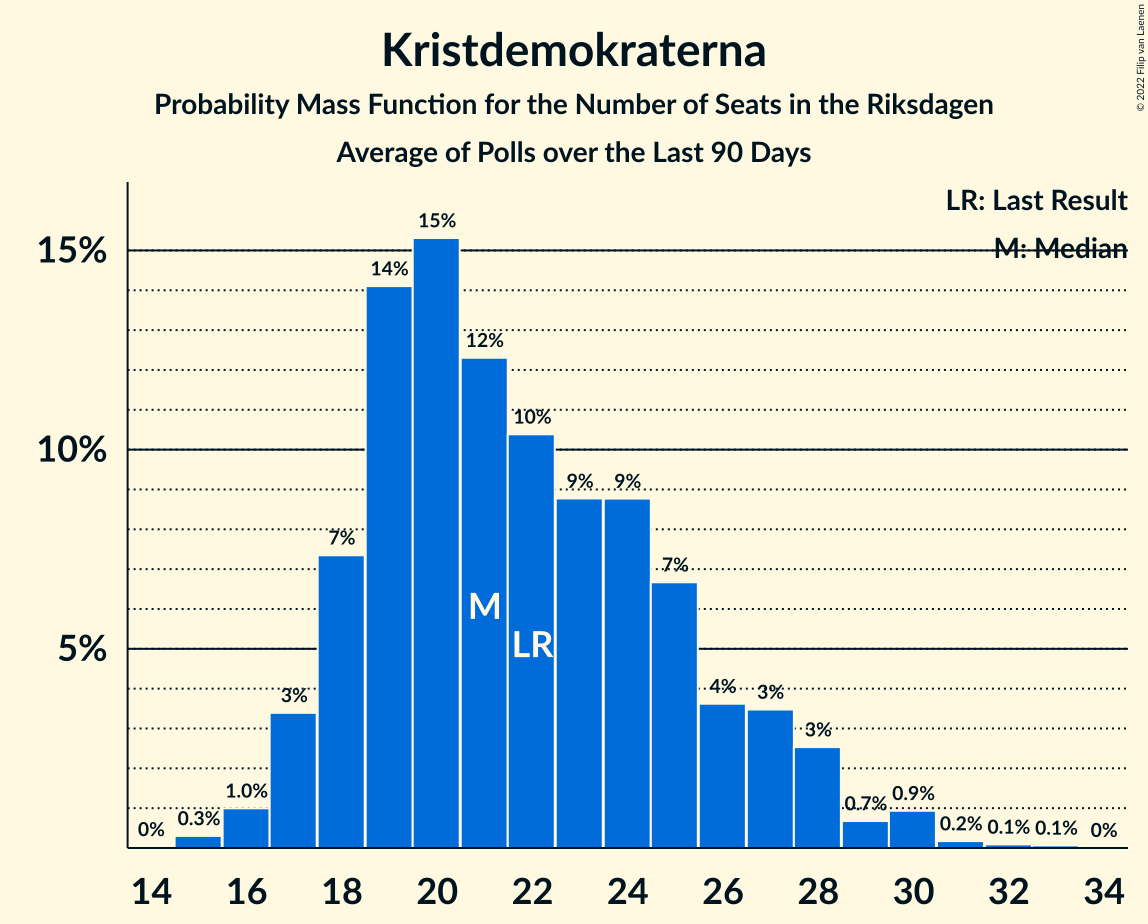 Kristdemokraterna
Probability Mass Function for the Number of Seats in the Riksdagen
Average of Polls over the Last 90 Days
© 2022 Filip van Laenen
LR: Last Result
M: Median
15%
10%
5%
0%
0.3%
1.0%
3%
7%
14%
15%
12%
10%
9%
9%
7%
4%
3%
3%
0.7%
0.9%
0.2%
0.1%
0.1%
0%
M
LR
14 16 18 20 22 24 26 28 30 32 34